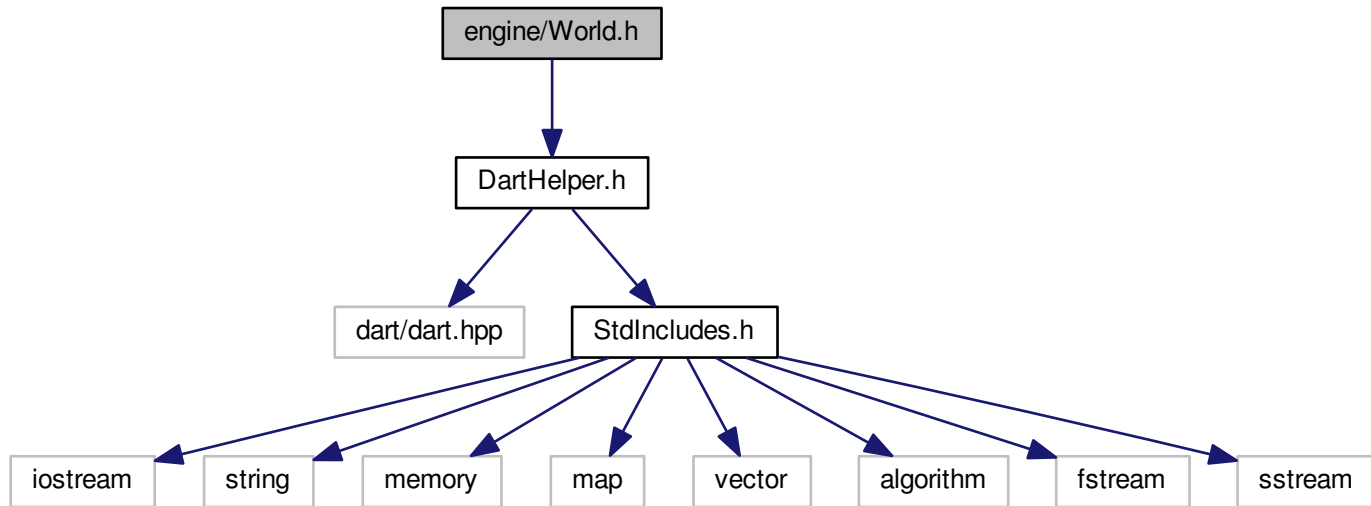 engine/World.h
DartHelper.h
dart/dart.hpp
StdIncludes.h
iostream
string
memory
map
vector
algorithm
fstream
sstream